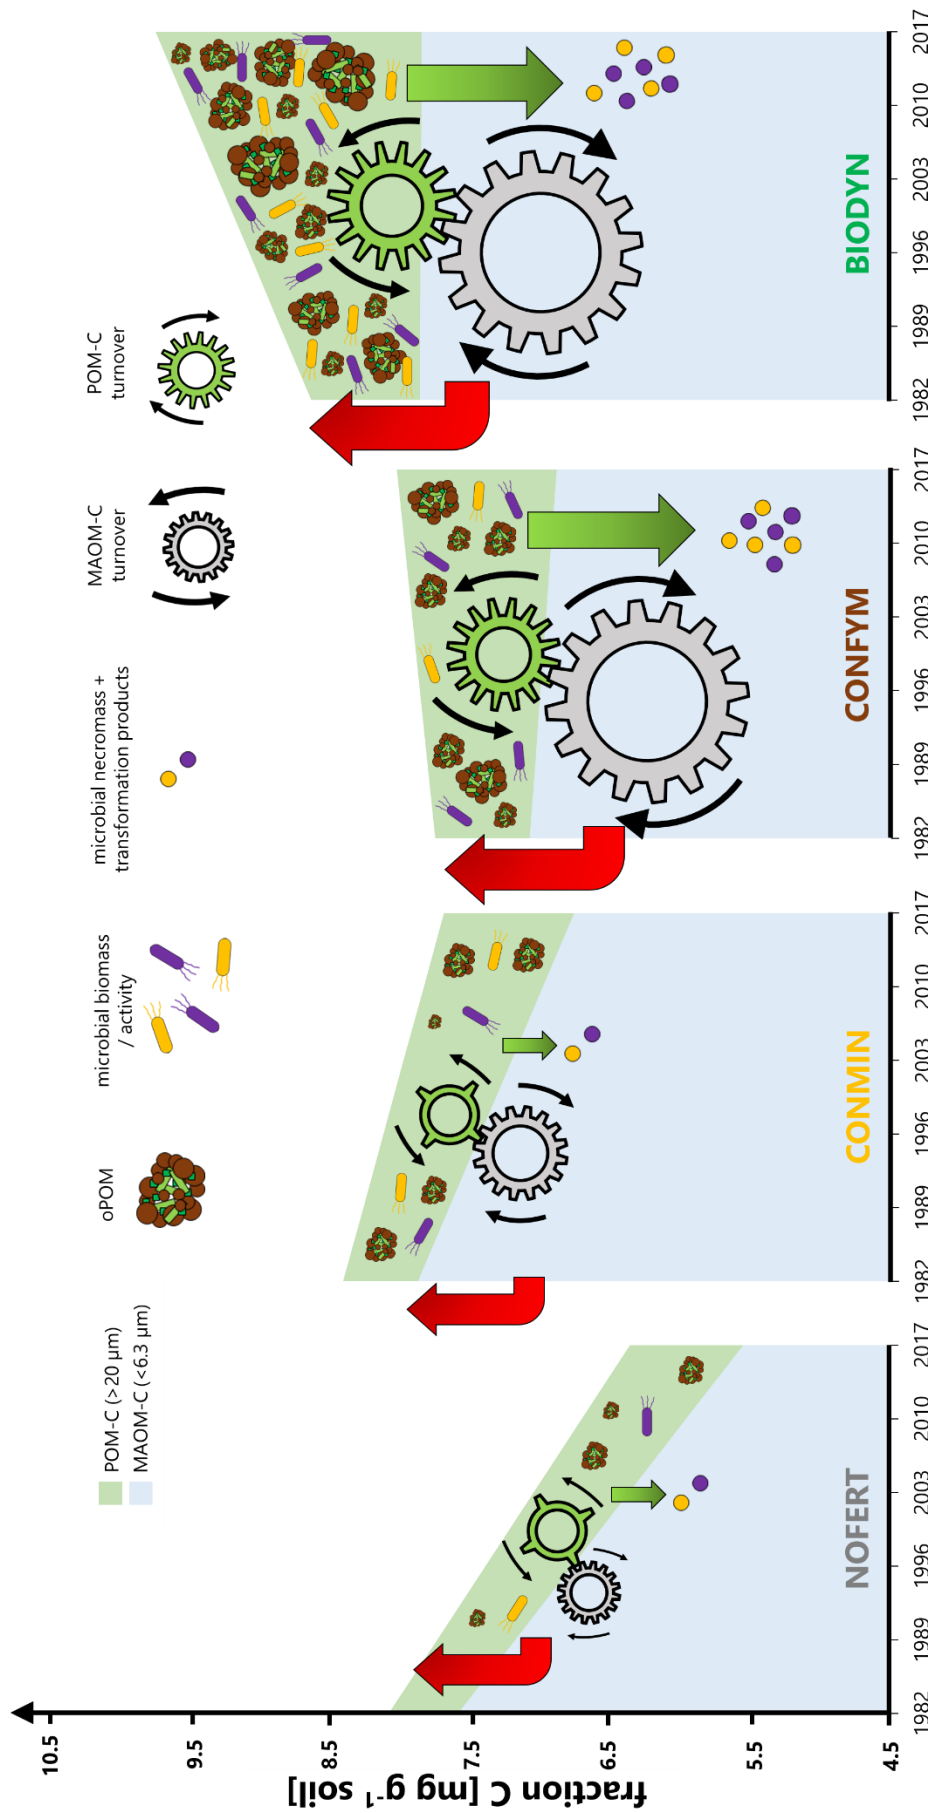 fraction C [mg g⁻¹ soil]
10.5
9.5
8.5
7.5
6.5
5.5
4.5
POM-C (>20 µm)
MAOM-C (<6.3 µm)
oPOM
microbial biomass
/ activity
microbial necromass +
transformation products
MAOM-C
turnover
POM-C
turnover
NOFERT
CONMIN
CONFYM
BIODYN
1982 1989 1996 2003 2010 2017
1982 1989 1996 2003 2010 2017
1982 1989 1996 2003 2010 2017
1982 1989 1996 2003 2010 2017